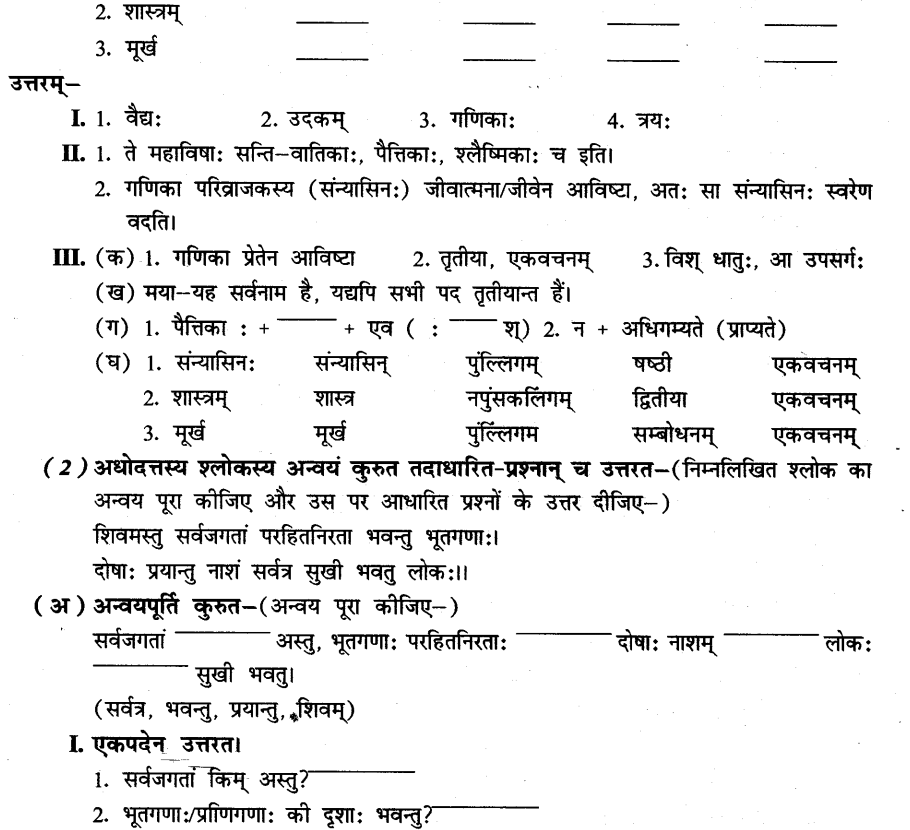 2. शास्त्रम् ______ ______ ______ ______
3. मूर्ख ______ ______ ______ ______
उत्तरम्–
I. 1. वैद्यः 2. उदकम् 3. गणिकाः 4. त्रयः
II. 1. ते महाविषाः सन्ति–वातिकाः, पैत्तिकाः, श्लैष्मिकाः च इति।
2. गणिका परिव्राजकस्य (संन्यासिनः) जीवात्मना/जीवेन आविष्टा, अतः सा संन्यासिनः स्वरेण
वदति।
III. (क) 1. गणिका प्रेतेन आविष्टा 2. तृतीया, एकवचनम् 3. विश् धातुः, आ उपसर्गः
(ख) मया–यह सर्वनाम है, यद्यपि सभी पद तृतीयान्त हैं।
(ग) 1. पैत्तिका : + ______ + एव ( : ______ श्) 2. न + अधिगम्यते (प्राप्यते)
(घ) 1. संन्यासिनः संन्यासिन् पुंल्लिगम् षष्ठी एकवचनम्
2. शास्त्रम् शास्त्र नपुंसकलिंगम् द्वितीया एकवचनम्
3. मूर्ख मूर्ख पुंल्लिंगम सम्बोधनम् एकवचनम्
(2) अधोदत्तस्य श्लोकस्य अन्वयं कुरुत तदाधारित-प्रश्नान् च उत्तरत–(निम्नलिखित श्लोक का
अन्वय पूरा कीजिए और उस पर आधारित प्रश्नों के उत्तर दीजिए–)
शिवमस्तु सर्वजगतां परहितनिरता भवन्तु भूतगणाः।
दोषाः प्रयान्तु नाशं सर्वत्र सुखी भवतु लोकः।।
(अ) अन्वयपूर्ति कुरुत–(अन्वय पूरा कीजिए–)
सर्वजगतां ______ अस्तु, भूतगणाः परहितनिरताः ______ दोषाः नाशम् ______ लोकः
______ सुखी भवतु।
(सर्वत्र, भवन्तु, प्रयान्तु, शिवम्)
I. एकपदेन उत्तरत।
1. सर्वजगतां किम् अस्तु? ______
2. भूतगणाः/प्राणिगणाः की दृशाः भवन्तु? ______